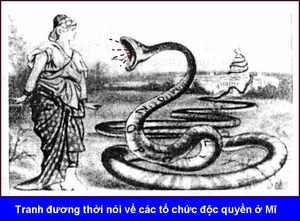 Tranh đương thời nói về các tổ chức độc quyền ở Mĩ